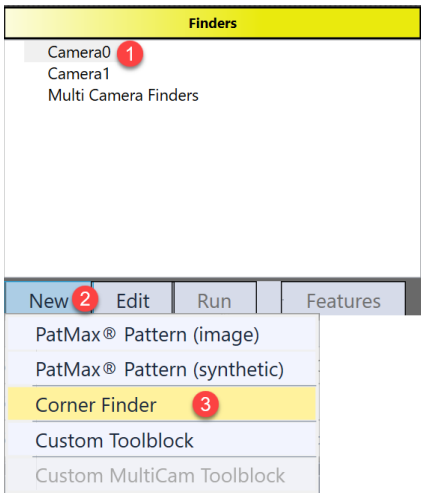 Finders
Camera0 1
Camera1
Multi Camera Finders
New 2 Edit Run Features
PatMax® Pattern (image)
PatMax® Pattern (synthetic)
Corner Finder 3
Custom Toolblock
Custom MultiCam Toolblock